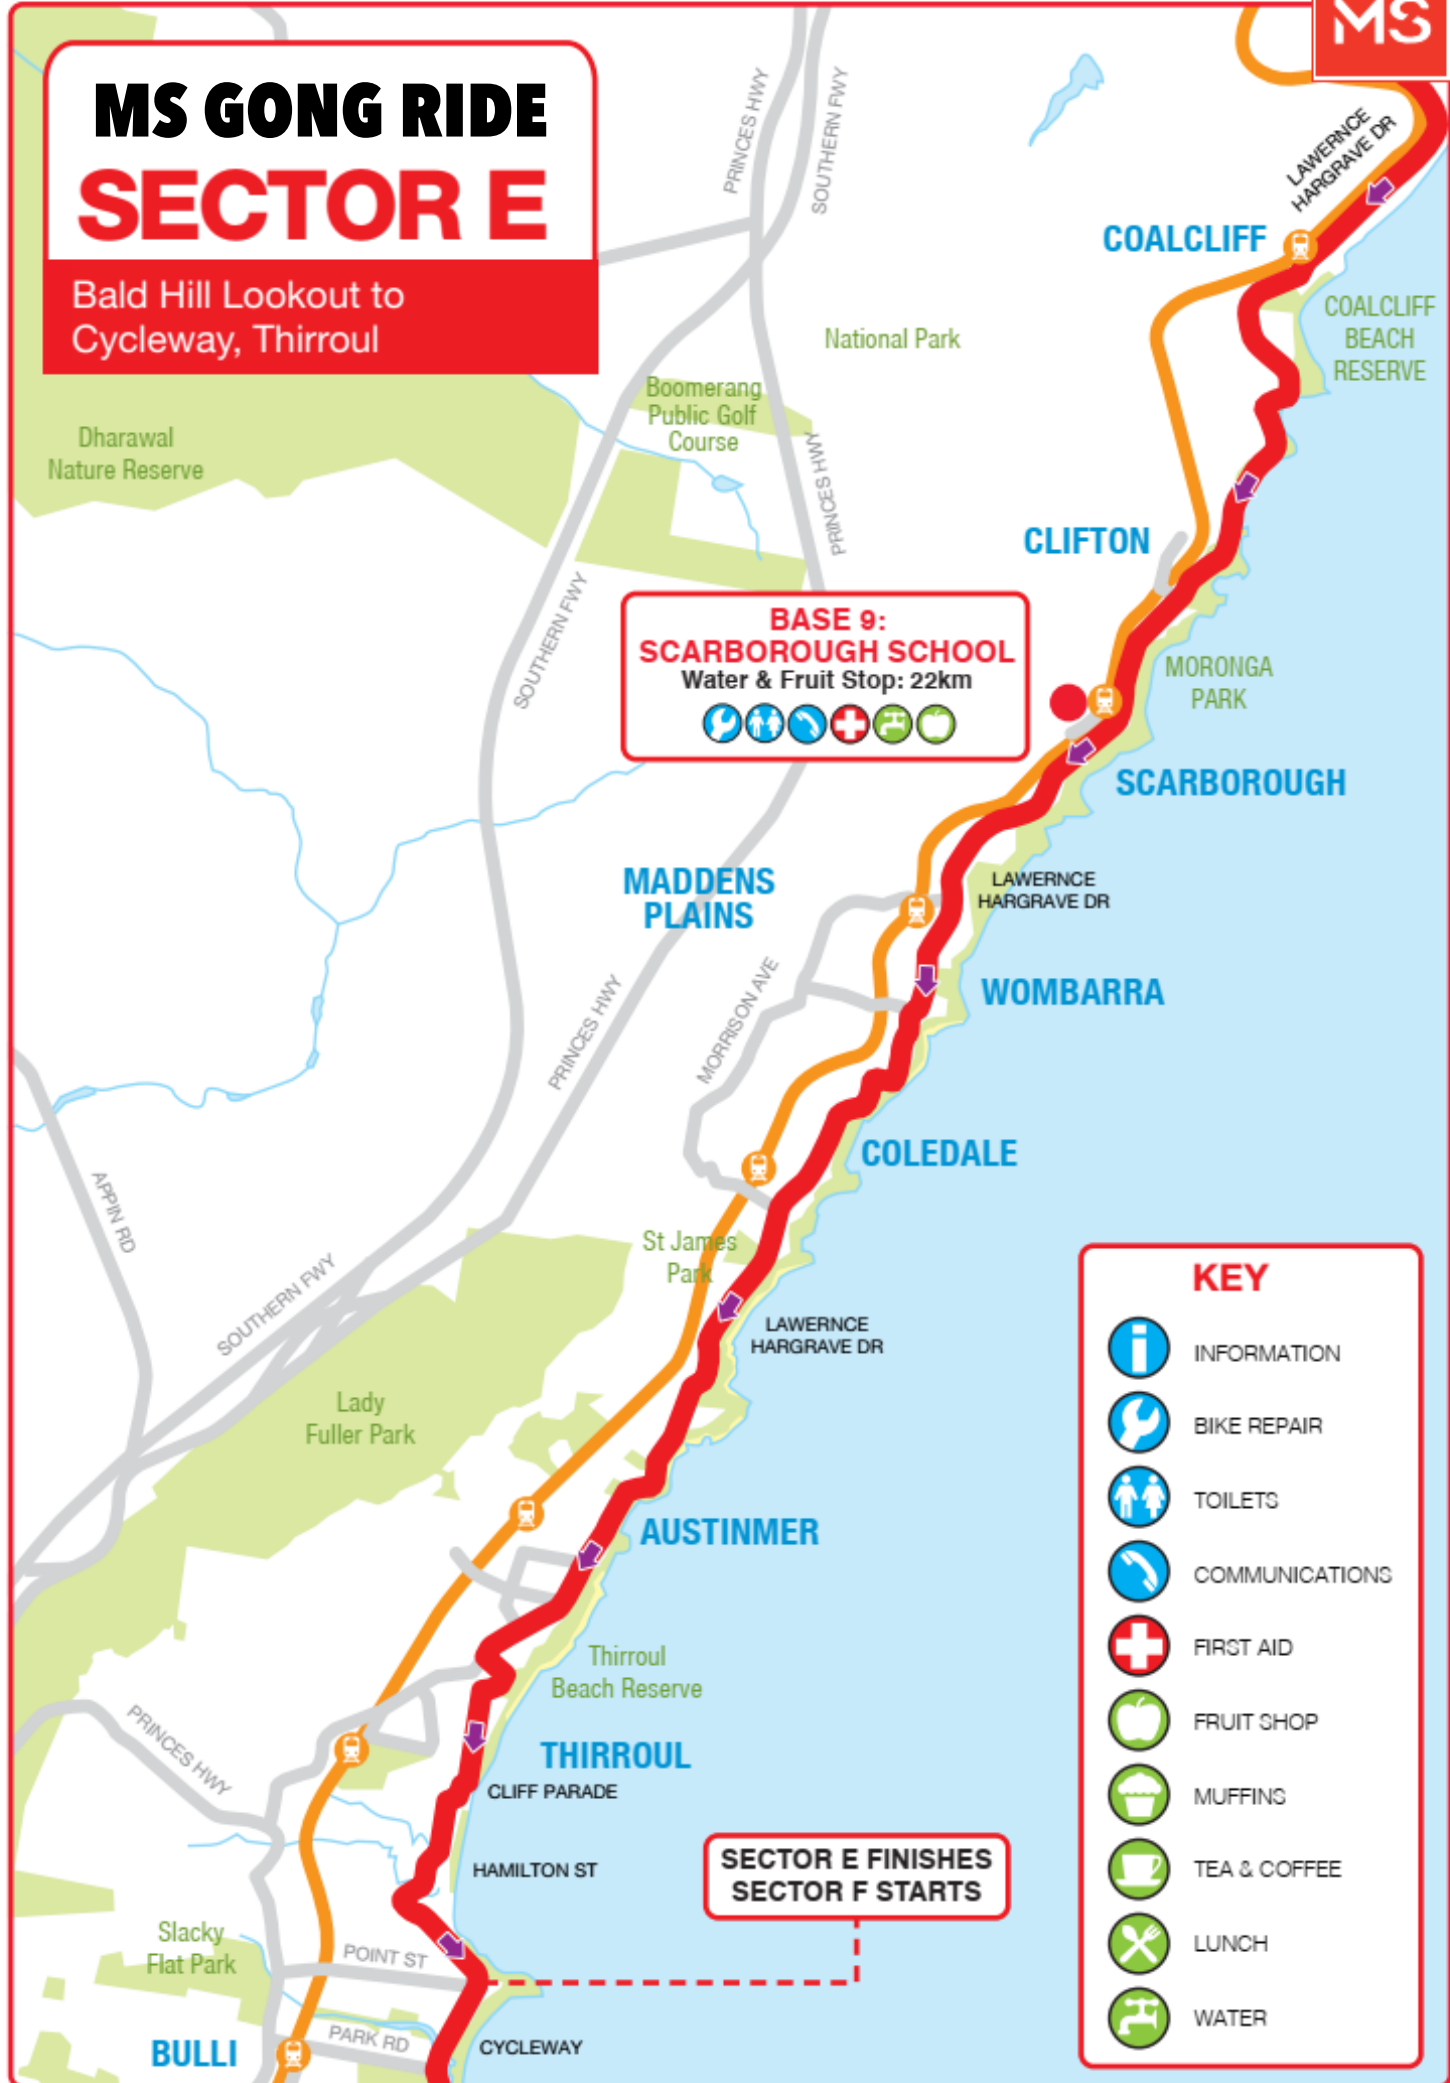 MS
MS GONG RIDE
SECTOR E
Bald Hill Lookout to
Cycleway, Thirroul
PRINCES HWY
SOUTHERN FWY
LAWERNCE
HARGRAVE DR
COALCLIFF
COALCLIFF
BEACH
RESERVE
National Park
Boomerang
Public Golf
Course
Dharawal
Nature Reserve
PRINCES HWY
CLIFTON
SOUTHERN FWY
BASE 9:
SCARBOROUGH SCHOOL
Water & Fruit Stop: 22km
MORONGA
PARK
SCARBOROUGH
MADDENS
PLAINS
LAWERNCE
HARGRAVE DR
WOMBARRA
MORRISON AVE
PRINCES HWY
COLEDALE
APPIN RD
St James
Park
SOUTHERN FWY
LAWERNCE
HARGRAVE DR
Lady
Fuller Park
AUSTINMER
Thirroul
Beach Reserve
PRINCES HWY
THIRROUL
CLIFF PARADE
HAMILTON ST
SECTOR E FINISHES
SECTOR F STARTS
Slacky
Flat Park
POINT ST
PARK RD
CYCLEWAY
BULLI
KEY
INFORMATION
BIKE REPAIR
TOILETS
COMMUNICATIONS
FIRST AID
FRUIT SHOP
MUFFINS
TEA & COFFEE
LUNCH
WATER